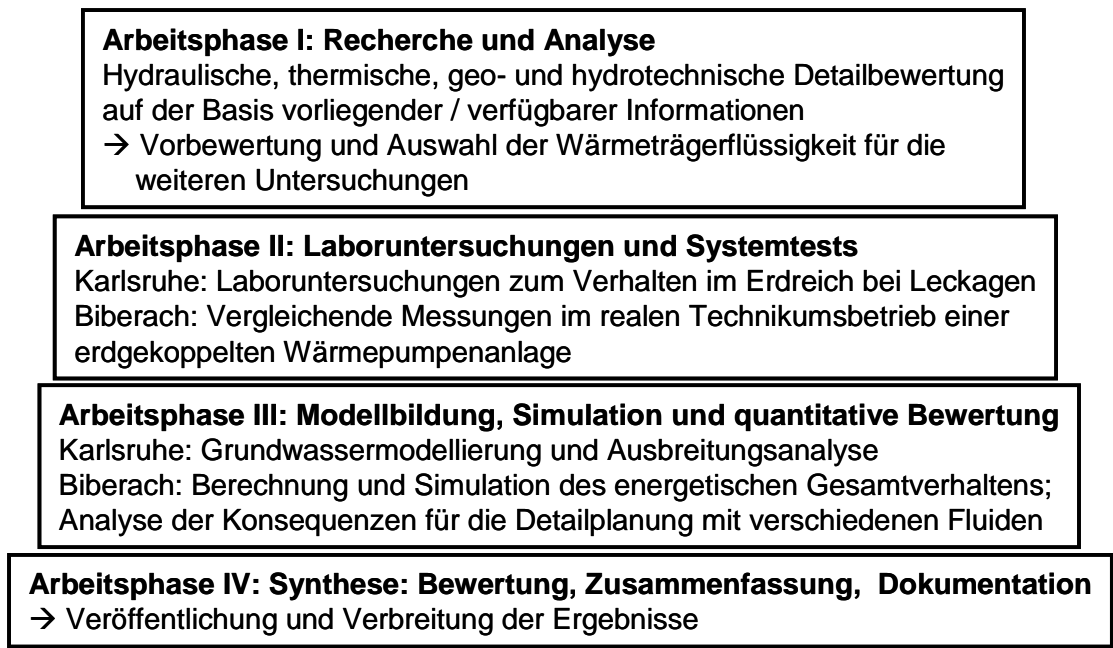 Arbeitsphase I: Recherche und Analyse
Hydraulische, thermische, geo- und hydrotechnische Detailbewertung
auf der Basis vorliegender / verfügbarer Informationen
→ Vorbewertung und Auswahl der Wärmeträgerflüssigkeit für die
weiteren Untersuchungen
Arbeitsphase II: Laboruntersuchungen und Systemtests
Karlsruhe: Laboruntersuchungen zum Verhalten im Erdreich bei Leckagen
Biberach: Vergleichende Messungen im realen Technikumsbetrieb einer
erdgekoppelten Wärmepumpenanlage
Arbeitsphase III: Modellbildung, Simulation und quantitative Bewertung
Karlsruhe: Grundwassermodellierung und Ausbreitungsanalyse
Biberach: Berechnung und Simulation des energetischen Gesamtverhaltens;
Analyse der Konsequenzen für die Detailplanung mit verschiedenen Fluiden
Arbeitsphase IV: Synthese: Bewertung, Zusammenfassung, Dokumentation
→ Veröffentlichung und Verbreitung der Ergebnisse